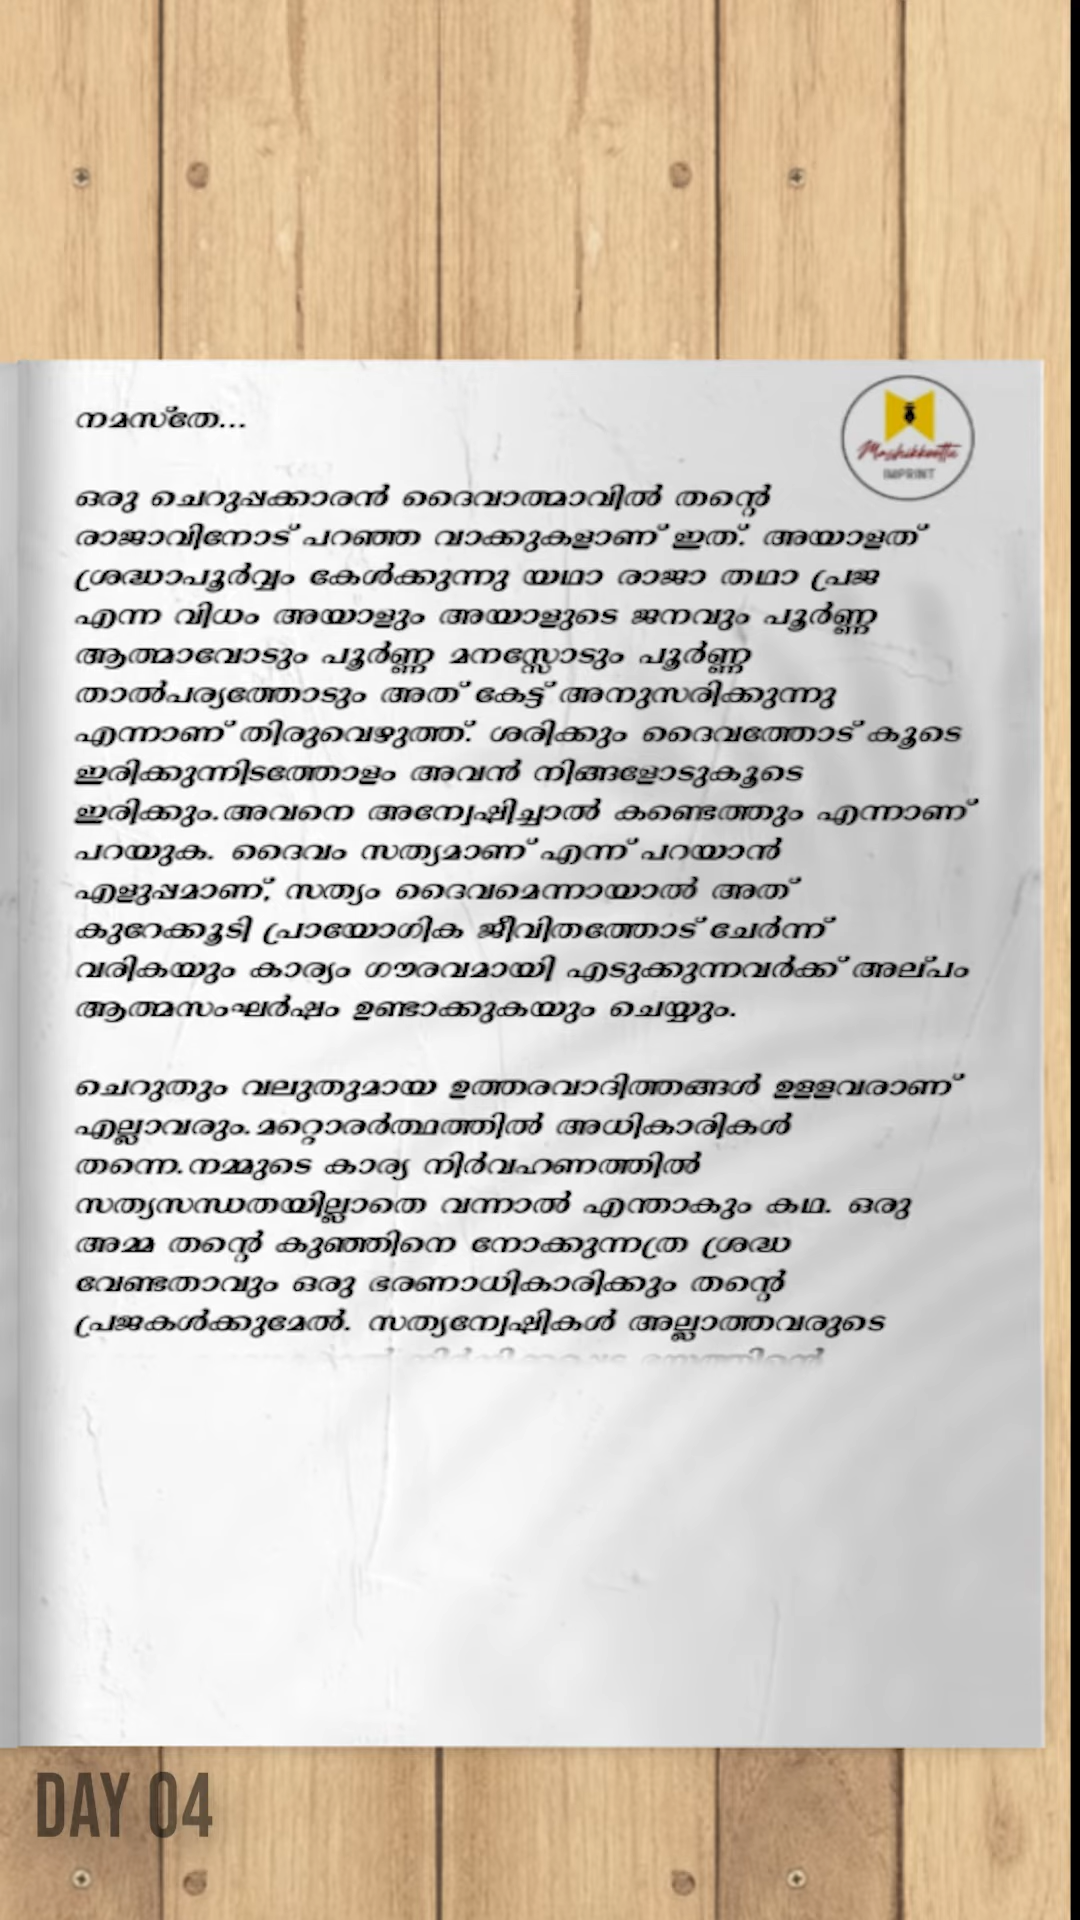 Mashikkoottu
IMPRINT
നമസ്തേ...
ഒരു ചെറുപ്പക്കാരൻ ദൈവാത്മാവിൽ തന്റെ
രാജാവിനോട് പറഞ്ഞ വാക്കുകളാണ് ഇത്. അയാളത്
ശ്രദ്ധാപൂർവ്വം കേൾക്കുന്നു യഥാ രാജാ തഥാ പ്രജ
എന്ന വിധം അയാളും അയാളുടെ ജനവും പൂർണ്ണ
ആത്മാവോടും പൂർണ്ണ മനസ്സോടും പൂർണ്ണ
താൽപര്യത്തോടും അത് കേട്ട് അനുസരിക്കുന്നു
എന്നാണ് തിരുവെഴുത്ത്. ശരിക്കും ദൈവത്തോട് കൂടെ
ഇരിക്കുന്നിടത്തോളം അവൻ നിങ്ങളോടുകൂടെ
ഇരിക്കും.അവനെ അന്വേഷിച്ചാൽ കണ്ടെത്തും എന്നാണ്
പറയുക. ദൈവം സത്യമാണ് എന്ന് പറയാൻ
എളുപ്പമാണ്, സത്യം ദൈവമെന്നായാൽ അത്
കുറേക്കൂടി പ്രായോഗിക ജീവിതത്തോട് ചേർന്ന്
വരികയും കാര്യം ഗൗരവമായി എടുക്കുന്നവർക്ക് അല്പം
ആത്മസംഘർഷം ഉണ്ടാക്കുകയും ചെയ്യും.
ചെറുതും വലുതുമായ ഉത്തരവാദിത്തങ്ങൾ ഉള്ളവരാണ്
എല്ലാവരും.മറ്റൊരർത്ഥത്തിൽ അധികാരികൾ
തന്നെ.നമ്മുടെ കാര്യ നിർവഹണത്തിൽ
സത്യസന്ധതയില്ലാതെ വന്നാൽ എന്താകും കഥ. ഒരു
അമ്മ തന്റെ കുഞ്ഞിനെ നോക്കുന്നത്ര ശ്രദ്ധ
വേണ്ടതാവും ഒരു ഭരണാധികാരിക്കും തന്റെ
പ്രജകൾക്കുമേൽ. സത്യന്വേഷികൾ അല്ലാത്തവരുടെ
DAY 04